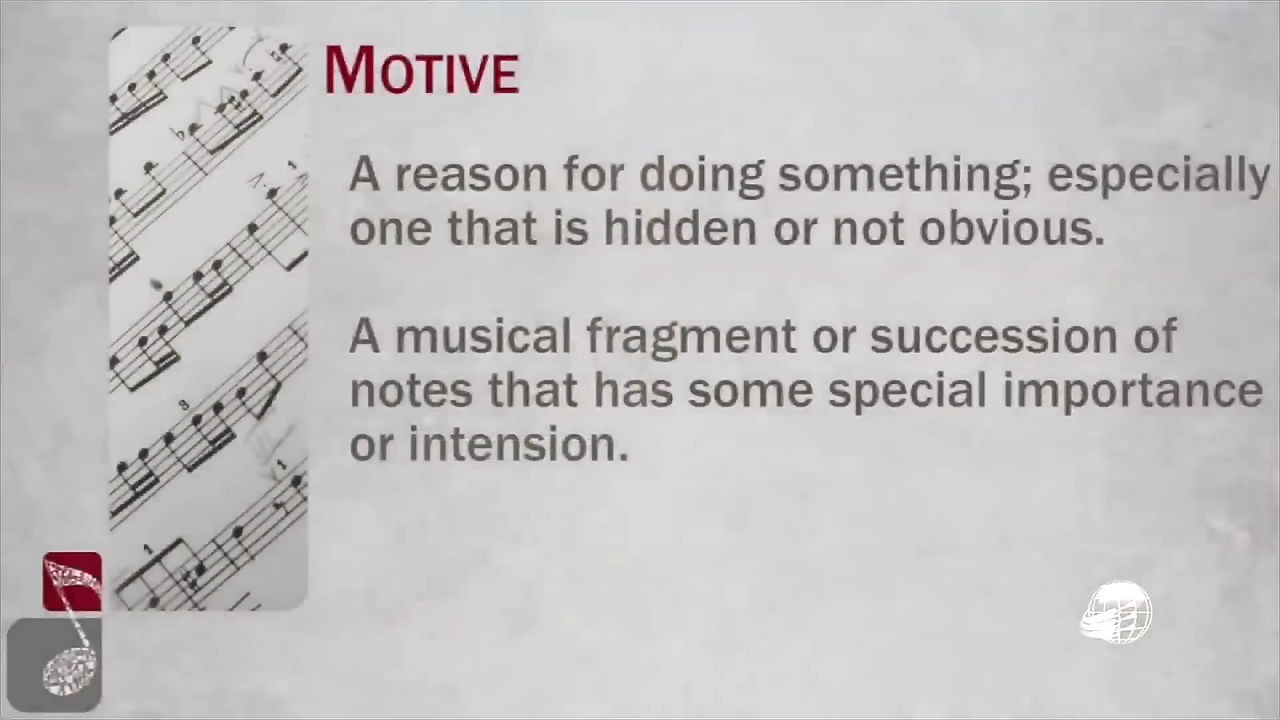 MOTIVE
A reason for doing something; especially
one that is hidden or not obvious.
A musical fragment or succession of
notes that has some special importance
or intension.